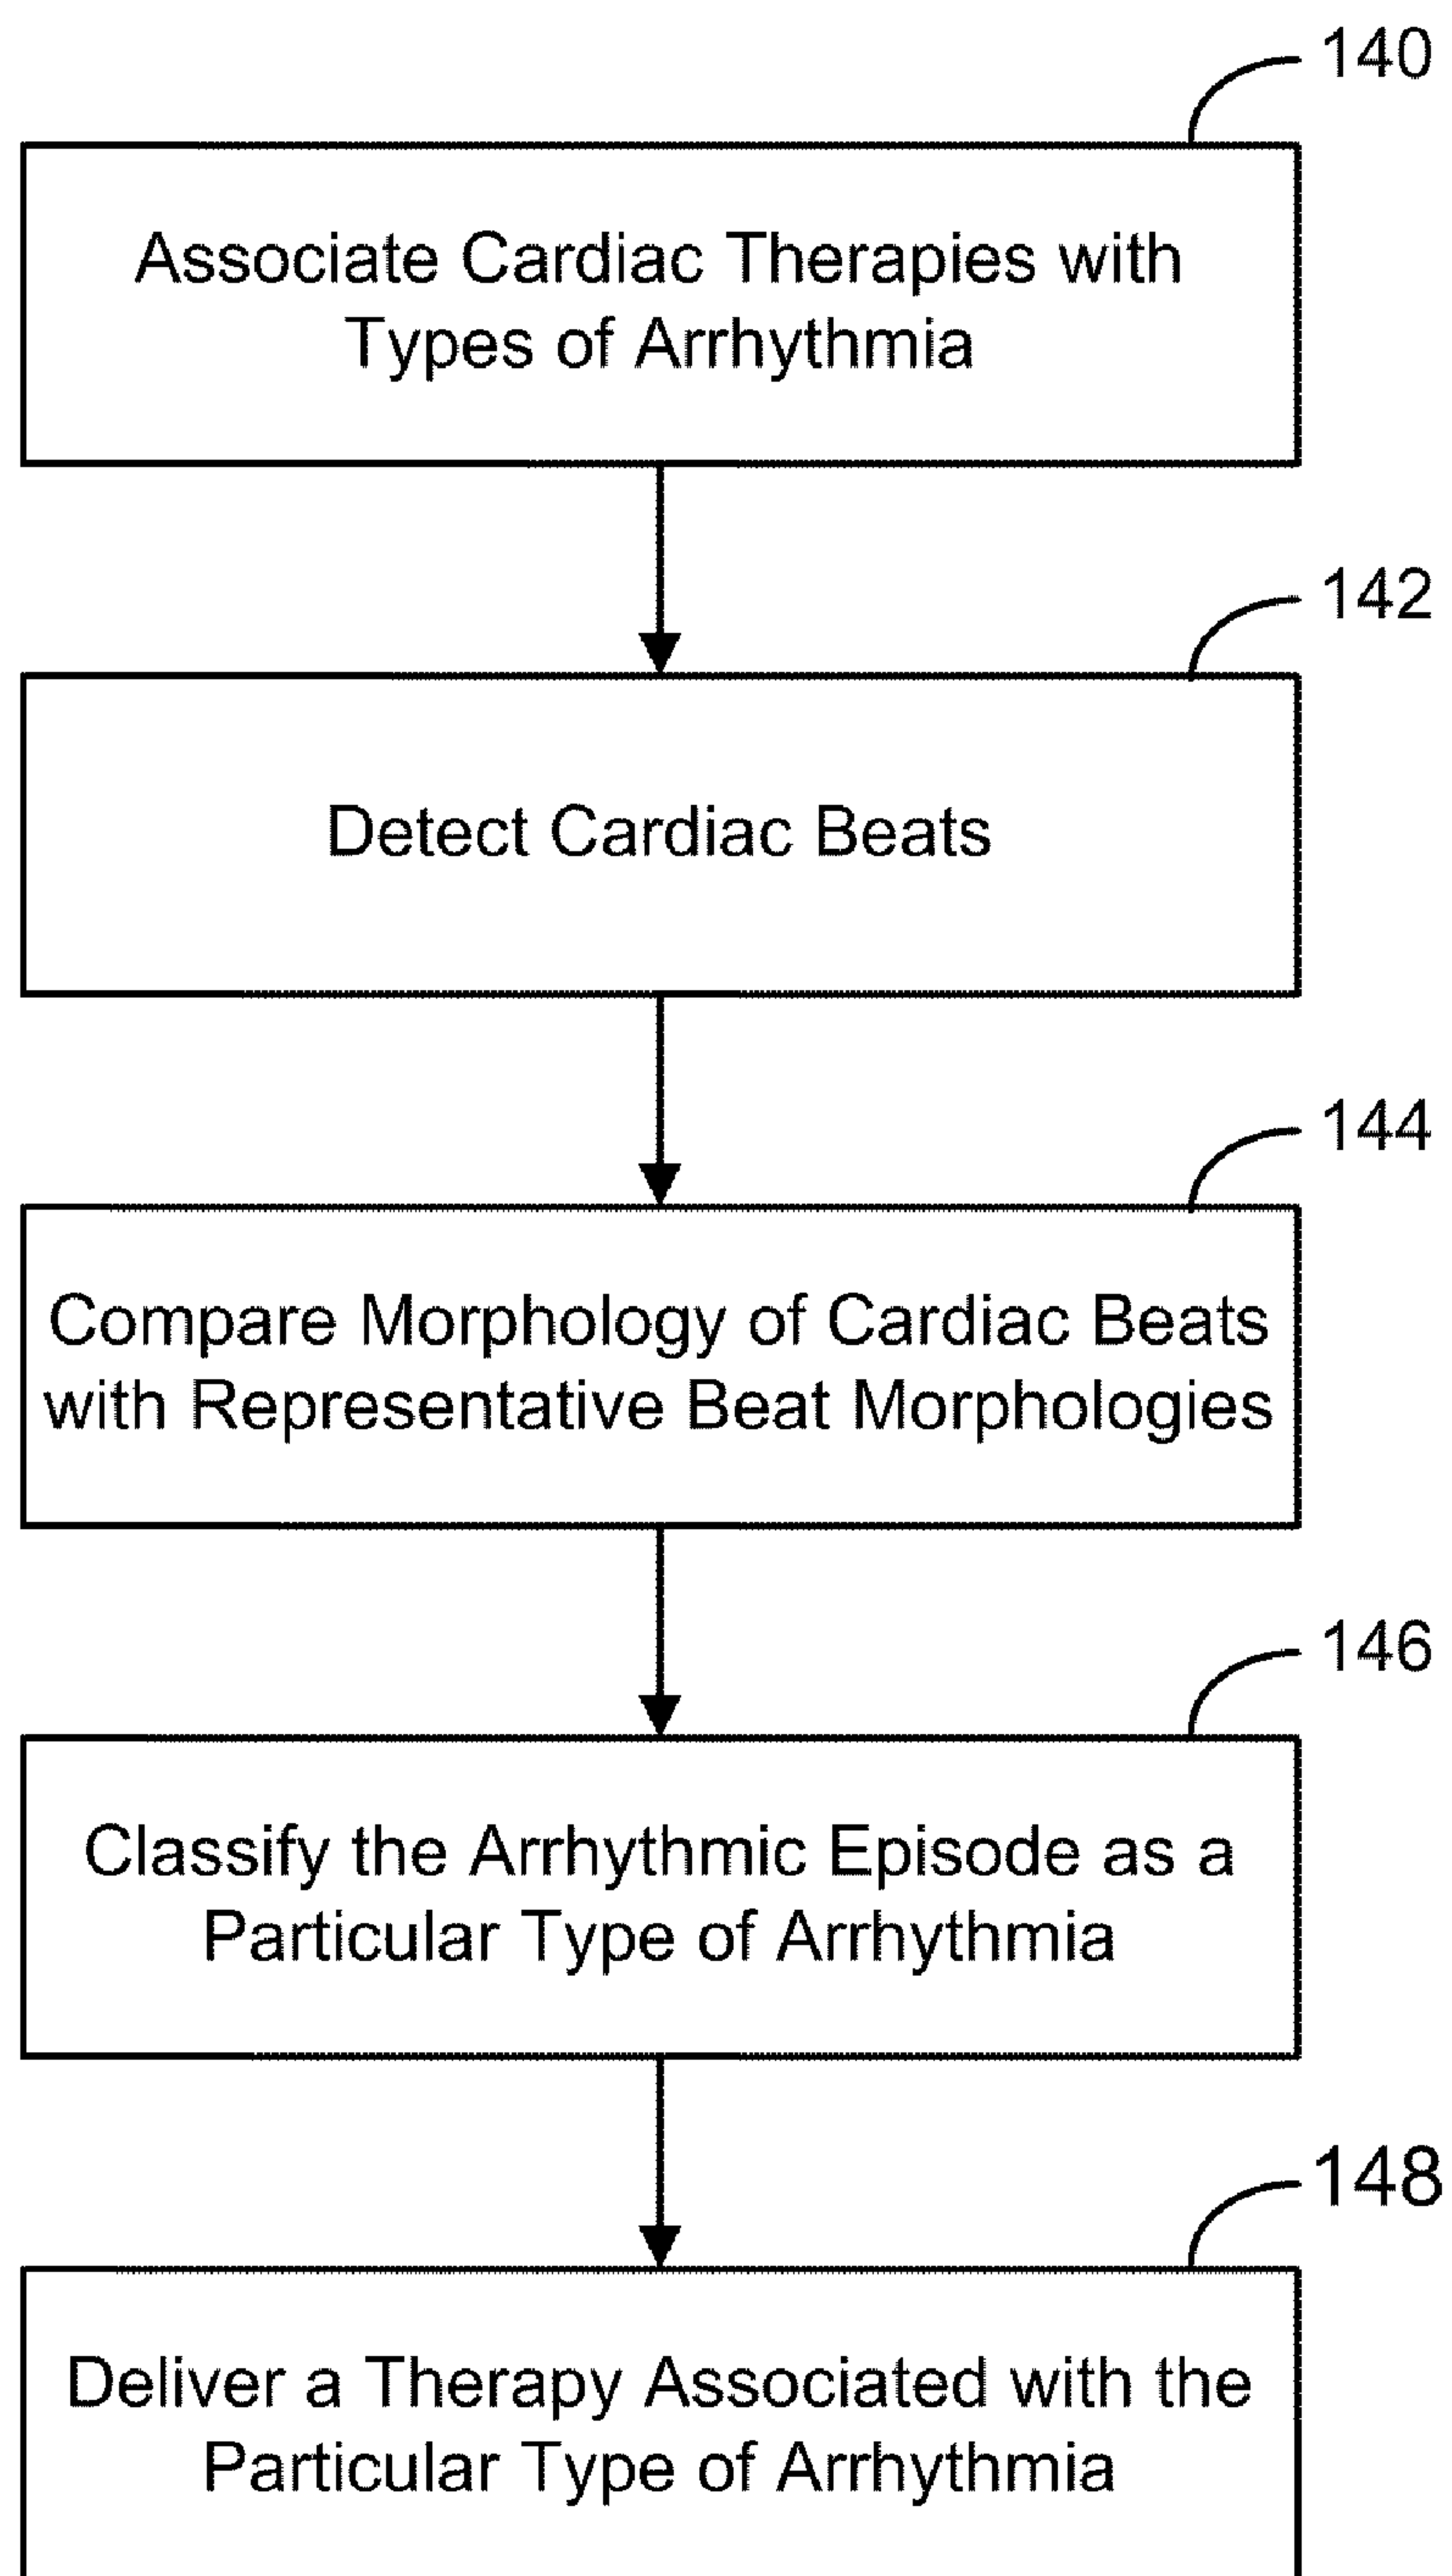 140
Associate Cardiac Therapies with
Types of Arrhythmia
142
Detect Cardiac Beats
144
Compare Morphology of Cardiac Beats
with Representative Beat Morphologies
146
Classify the Arrhythmic Episode as a
Particular Type of Arrhythmia
148
Deliver a Therapy Associated with the
Particular Type of Arrhythmia